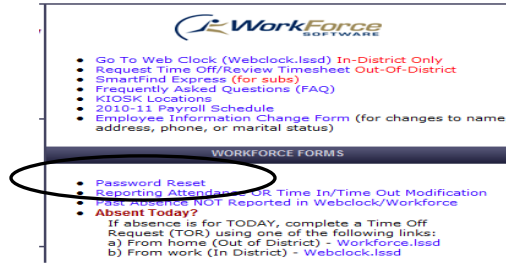 WorkForce
SOFTWARE
• Go To Web Clock (Webclock.lssd) In-District Only
• Request Time Off/Review Timesheet Out-Of-District
• SmartFind Express (for subs)
• Frequently Asked Questions (FAQ)
• KIOSK Locations
• 2010-11 Payroll Schedule
• Employee Information Change Form (for changes to name,
address, phone, or marital status)
WORKFORCE FORMS
• Password Reset
• Reporting Attendance OR Time In/Time Out Modification
• Past Absence NOT Reported in Webclock/Workforce
• Absent Today?
If absence is for TODAY, complete a Time Off
Request (TOR) using one of the following links:
a) From home (Out of District) - Workforce.lssd
b) From work (In District) - Webclock.lssd